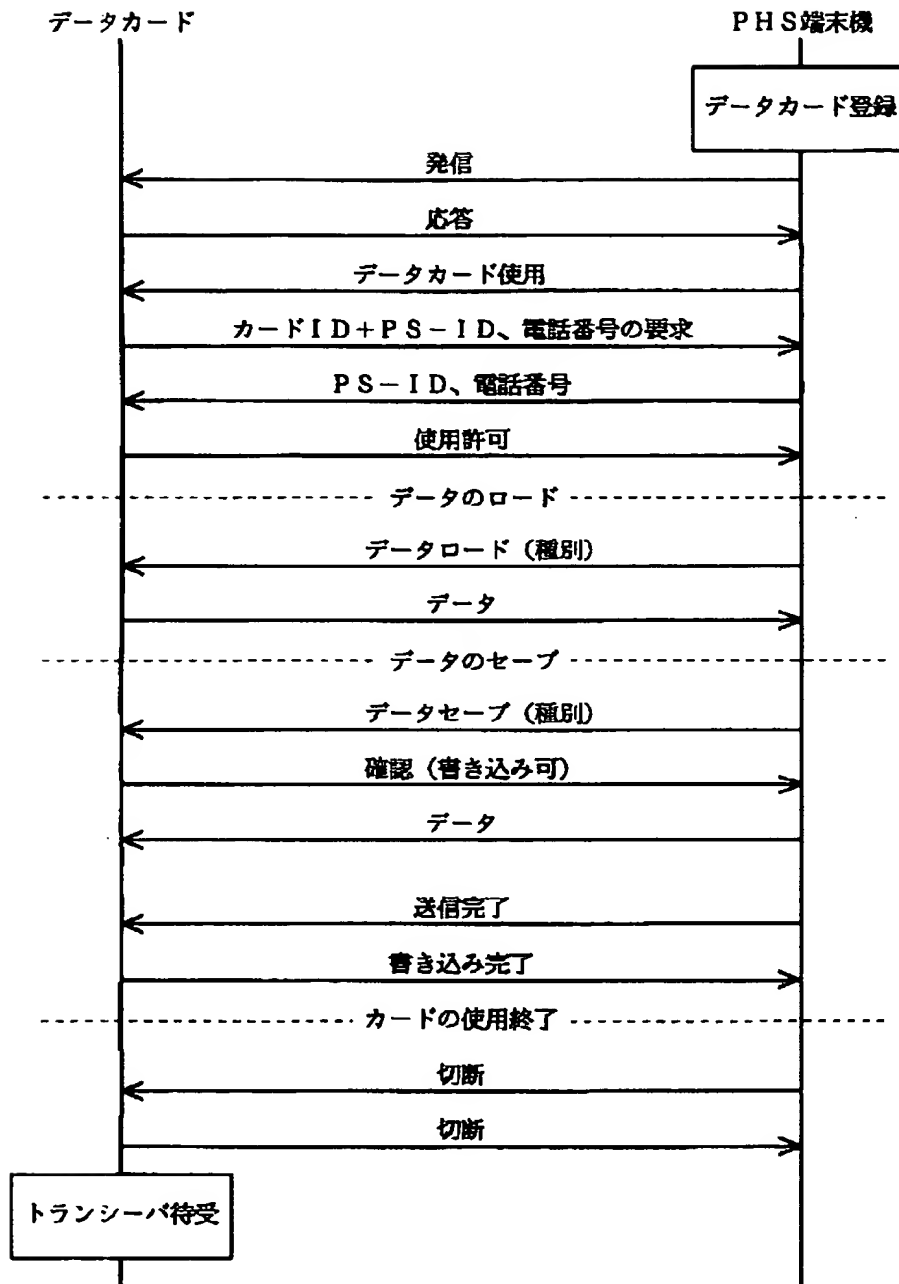 データカード
ＰＨＳ端末機
データカード登録
発信
応答
データカード使用
カードＩＤ＋ＰＳ－ＩＤ、電話番号の要求
ＰＳ－ＩＤ、電話番号
使用許可
データのロード
データロード（種別）
データ
データのセーブ
データセーブ（種別）
確認（書き込み可）
データ
送信完了
書き込み完了
カードの使用終了
切断
切断
トランシーバ待受